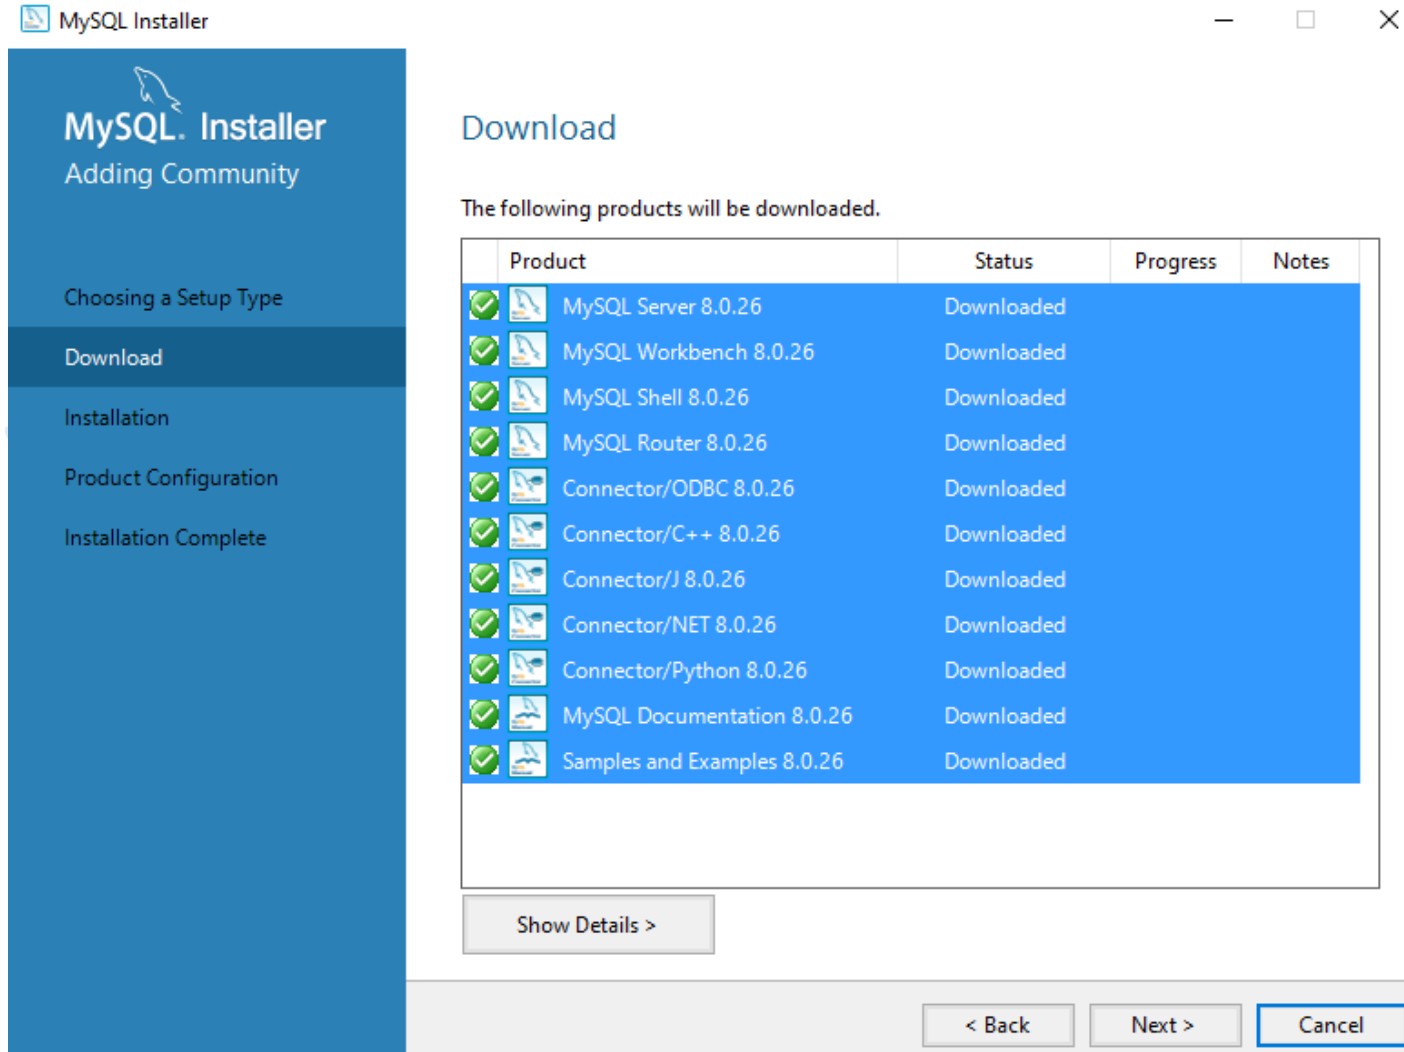 MySQL Installer
MySQL. Installer
Adding Community
Choosing a Setup Type
Download
Installation
Product Configuration
Installation Complete
Download
The following products will be downloaded.
Product Status Progress Notes
MySQL Server 8.0.26 Downloaded
MySQL Workbench 8.0.26 Downloaded
MySQL Shell 8.0.26 Downloaded
MySQL Router 8.0.26 Downloaded
Connector/ODBC 8.0.26 Downloaded
Connector/C++ 8.0.26 Downloaded
Connector/J 8.0.26 Downloaded
Connector/NET 8.0.26 Downloaded
Connector/Python 8.0.26 Downloaded
MySQL Documentation 8.0.26 Downloaded
Samples and Examples 8.0.26 Downloaded
Show Details >
< Back Next > Cancel